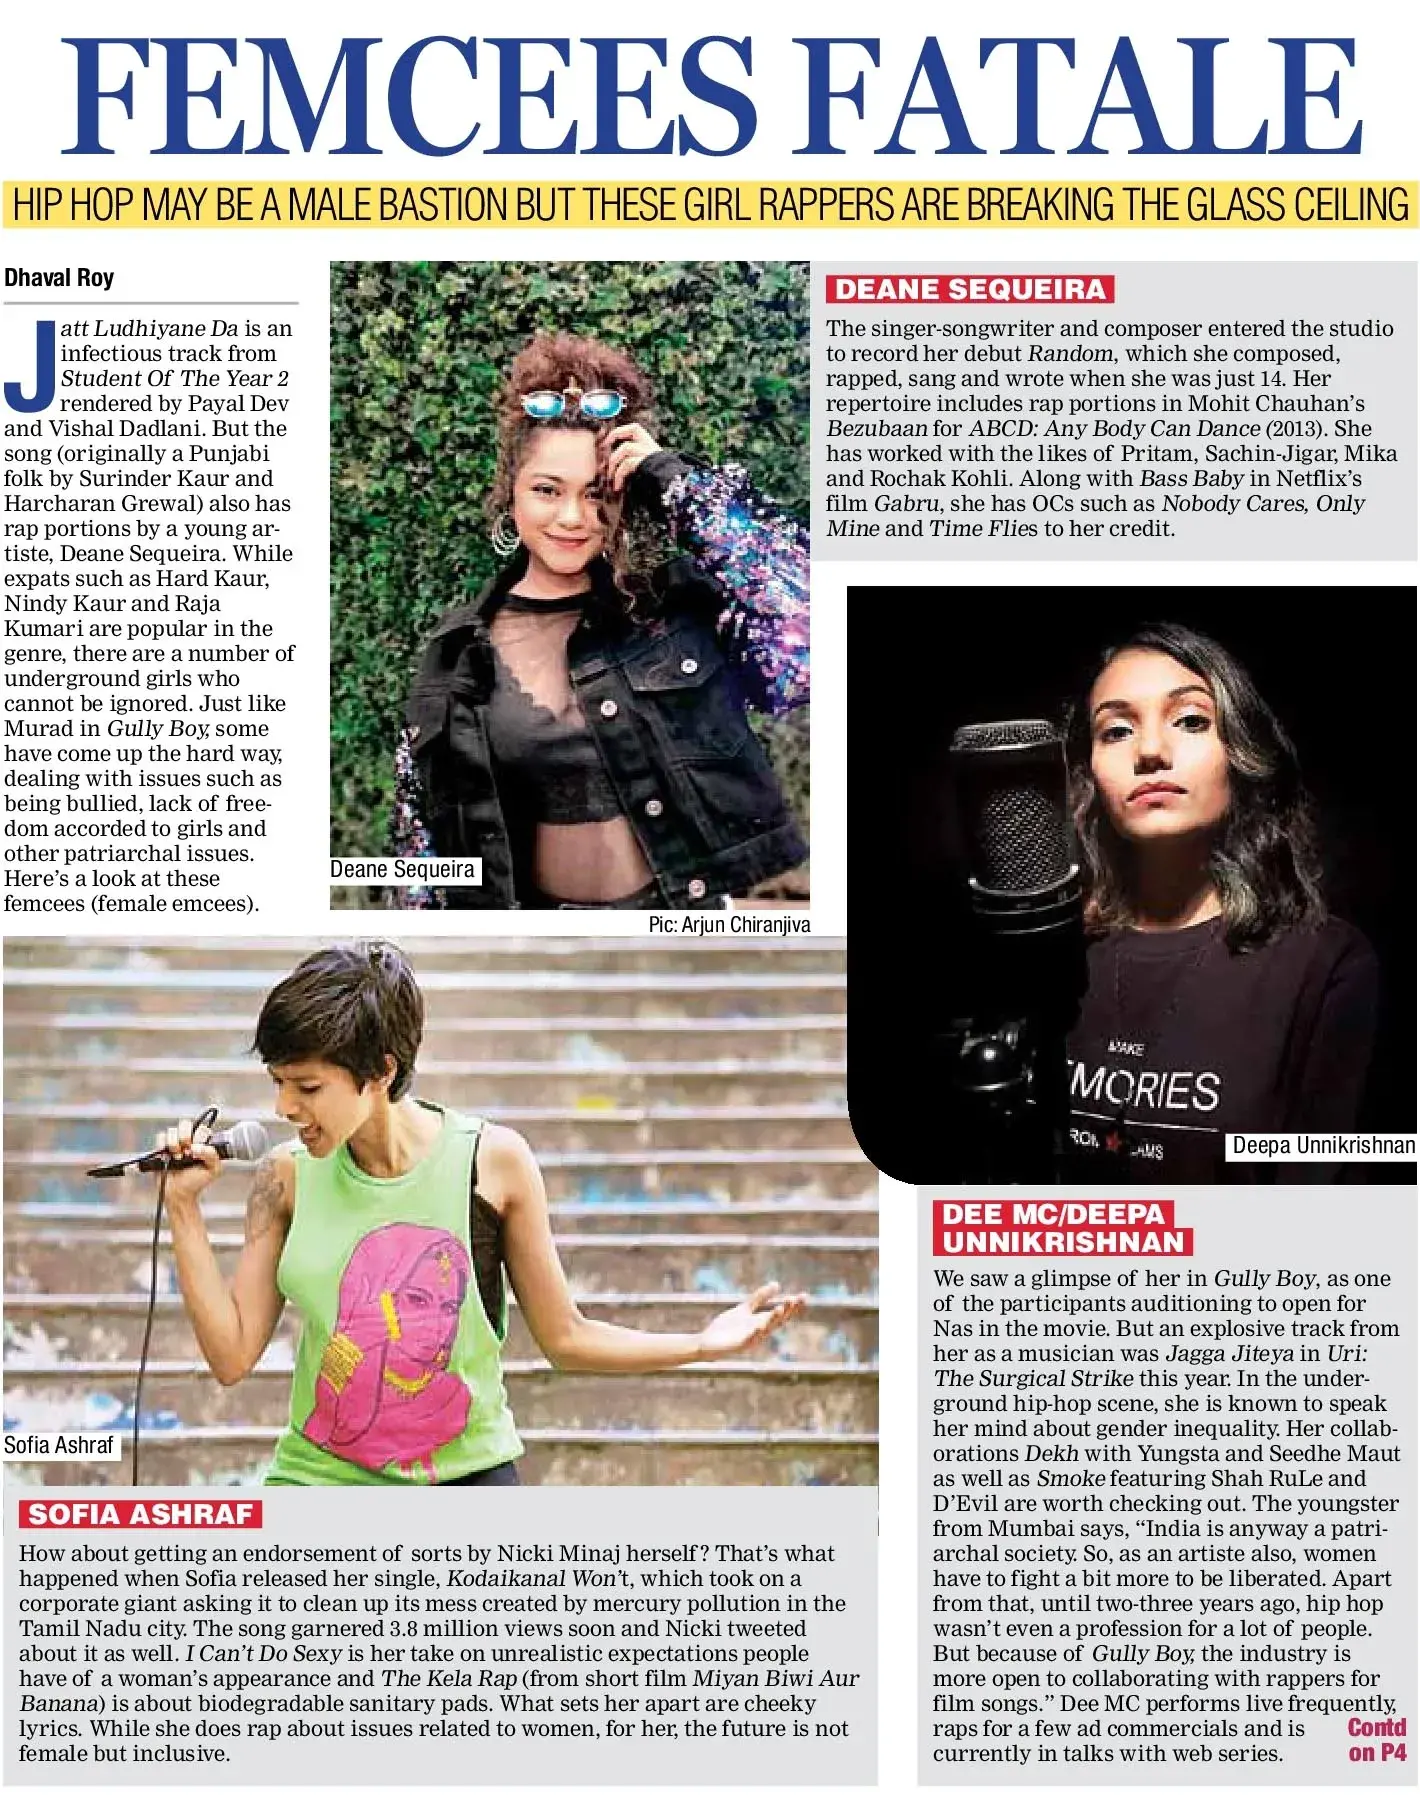 FEMCEES FATALE
HIP HOP MAY BE A MALE BASTION BUT THESE GIRL RAPPERS ARE BREAKING THE GLASS CEILING
Dhaval Roy
Jatt Ludhiyane Da is an
infectious track from
Student Of The Year 2
rendered by Payal Dev
and Vishal Dadlani. But the
song (originally a Punjabi
folk by Surinder Kaur and
Harcharan Grewal) also has
rap portions by a young ar-
tiste, Deane Sequeira. While
expats such as Hard Kaur,
Nindy Kaur and Raja
Kumari are popular in the
genre, there are a number of
underground girls who
cannot be ignored. Just like
Murad in Gully Boy, some
have come up the hard way,
dealing with issues such as
being bullied, lack of free-
dom accorded to girls and
other patriarchal issues.
Here's a look at these
femcees (female emcees).
Deane Sequeira
Pic: Arjun Chiranjiva
DEANE SEQUEIRA
The singer-songwriter and composer entered the studio
to record her debut Random, which she composed,
rapped, sang and wrote when she was just 14. Her
repertoire includes rap portions in Mohit Chauhan's
Bezubaan for ABCD: Any Body Can Dance (2013). She
has worked with the likes of Pritam, Sachin-Jigar, Mika
and Rochak Kohli. Along with Bass Baby in Netflix's
film Gabru, she has OCs such as Nobody Cares, Only
Mine and Time Flies to her credit.
MAKE
MORIES
Deepa Unnikrishnan
Sofia Ashraf
SOFIA ASHRAF
How about getting an endorsement of sorts by Nicki Minaj herself? That's what
happened when Sofia released her single, Kodaikanal Won't, which took on a
corporate giant asking it to clean up its mess created by mercury pollution in the
Tamil Nadu city. The song garnered 3.8 million views soon and Nicki tweeted
about it as well. I Can't Do Sexy is her take on unrealistic expectations people
have of a woman's appearance and The Kela Rap (from short film Miyan Biwi Aur
Banana) is about biodegradable sanitary pads. What sets her apart are cheeky
lyrics. While she does rap about issues related to women, for her, the future is not
female but inclusive.
DEE MC/DEEPA
UNNIKRISHNAN
We saw a glimpse of her in Gully Boy, as one
of the participants auditioning to open for
Nas in the movie. But an explosive track from
her as a musician was Jagga Jiteya in Uri:
The Surgical Strike this year. In the under-
ground hip-hop scene, she is known to speak
her mind about gender inequality. Her collab-
orations Dekh with Yungsta and Seedhe Maut
as well as Smoke featuring Shah RuLe and
D'Evil are worth checking out. The youngster
from Mumbai says, "India is anyway a patri-
archal society. So, as an artiste also, women
have to fight a bit more to be liberated. Apart
from that, until two-three years ago, hip hop
wasn't even a profession for a lot of people.
But because of Gully Boy, the industry is
more open to collaborating with rappers for
film songs." Dee MC performs live frequently,
raps for a few ad commercials and is
currently in talks with web series.
Contd
on P4